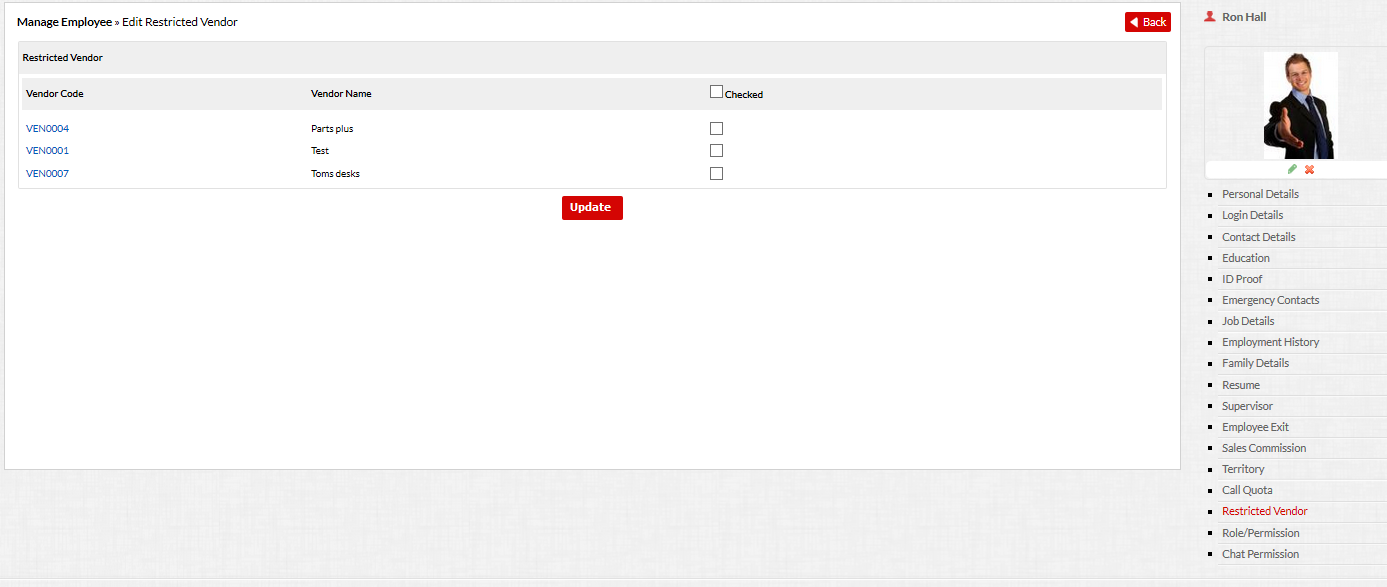 Manage Employee » Edit Restricted Vendor
Back
Restricted Vendor
Vendor Code Vendor Name Checked
VEN0004 Parts plus
VEN0001 Test
VEN0007 Toms desks
Update
Ron Hall
Personal Details
Login Details
Contact Details
Education
ID Proof
Emergency Contacts
Job Details
Employment History
Family Details
Resume
Supervisor
Employee Exit
Sales Commission
Territory
Call Quota
Restricted Vendor
Role/Permission
Chat Permission